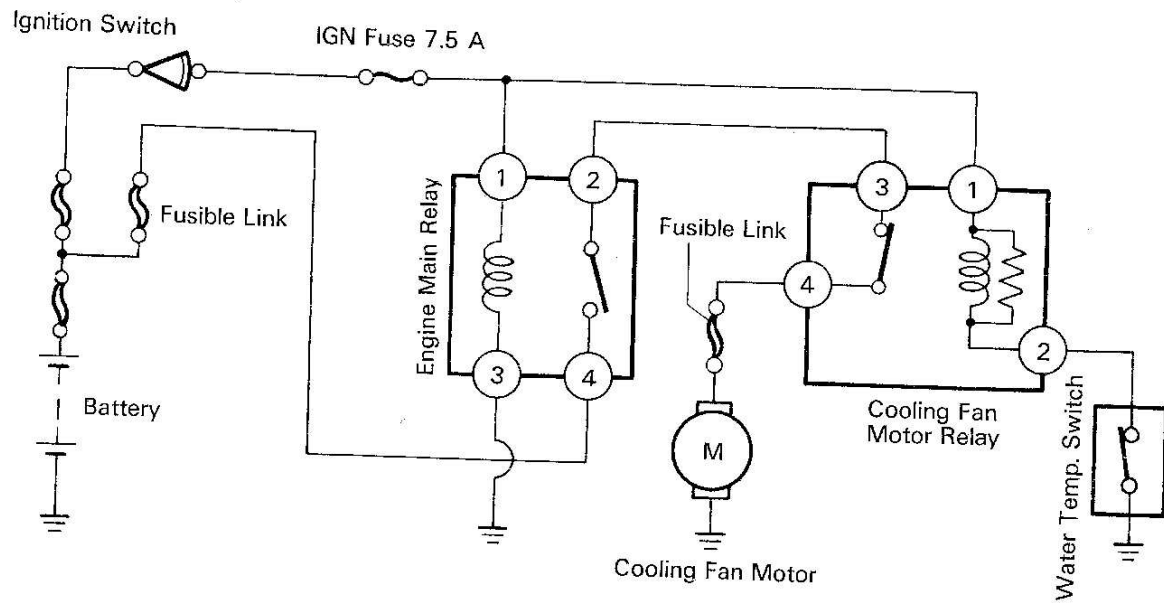 Ignition Switch
IGN Fuse 7.5 A
Fusible Link
Battery
Engine Main Relay
1
2
3
4
Fusible Link
M
Cooling Fan Motor
3
1
4
2
Cooling Fan
Motor Relay
Water Temp. Switch